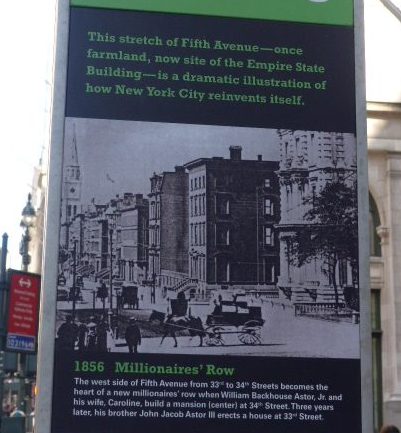 This stretch of Fifth Avenue—once
farmland, now site of the Empire State
Building—is a dramatic illustration of
how New York City reinvents itself.
1856 Millionaires' Row
The west side of Fifth Avenue from 33rd to 34th Streets becomes the
heart of a new millionaires' row when William Backhouse Astor, Jr. and
his wife, Caroline, build a mansion (center) at 34th Street. Three years
later, his brother John Jacob Astor III erects a house at 33rd Street.